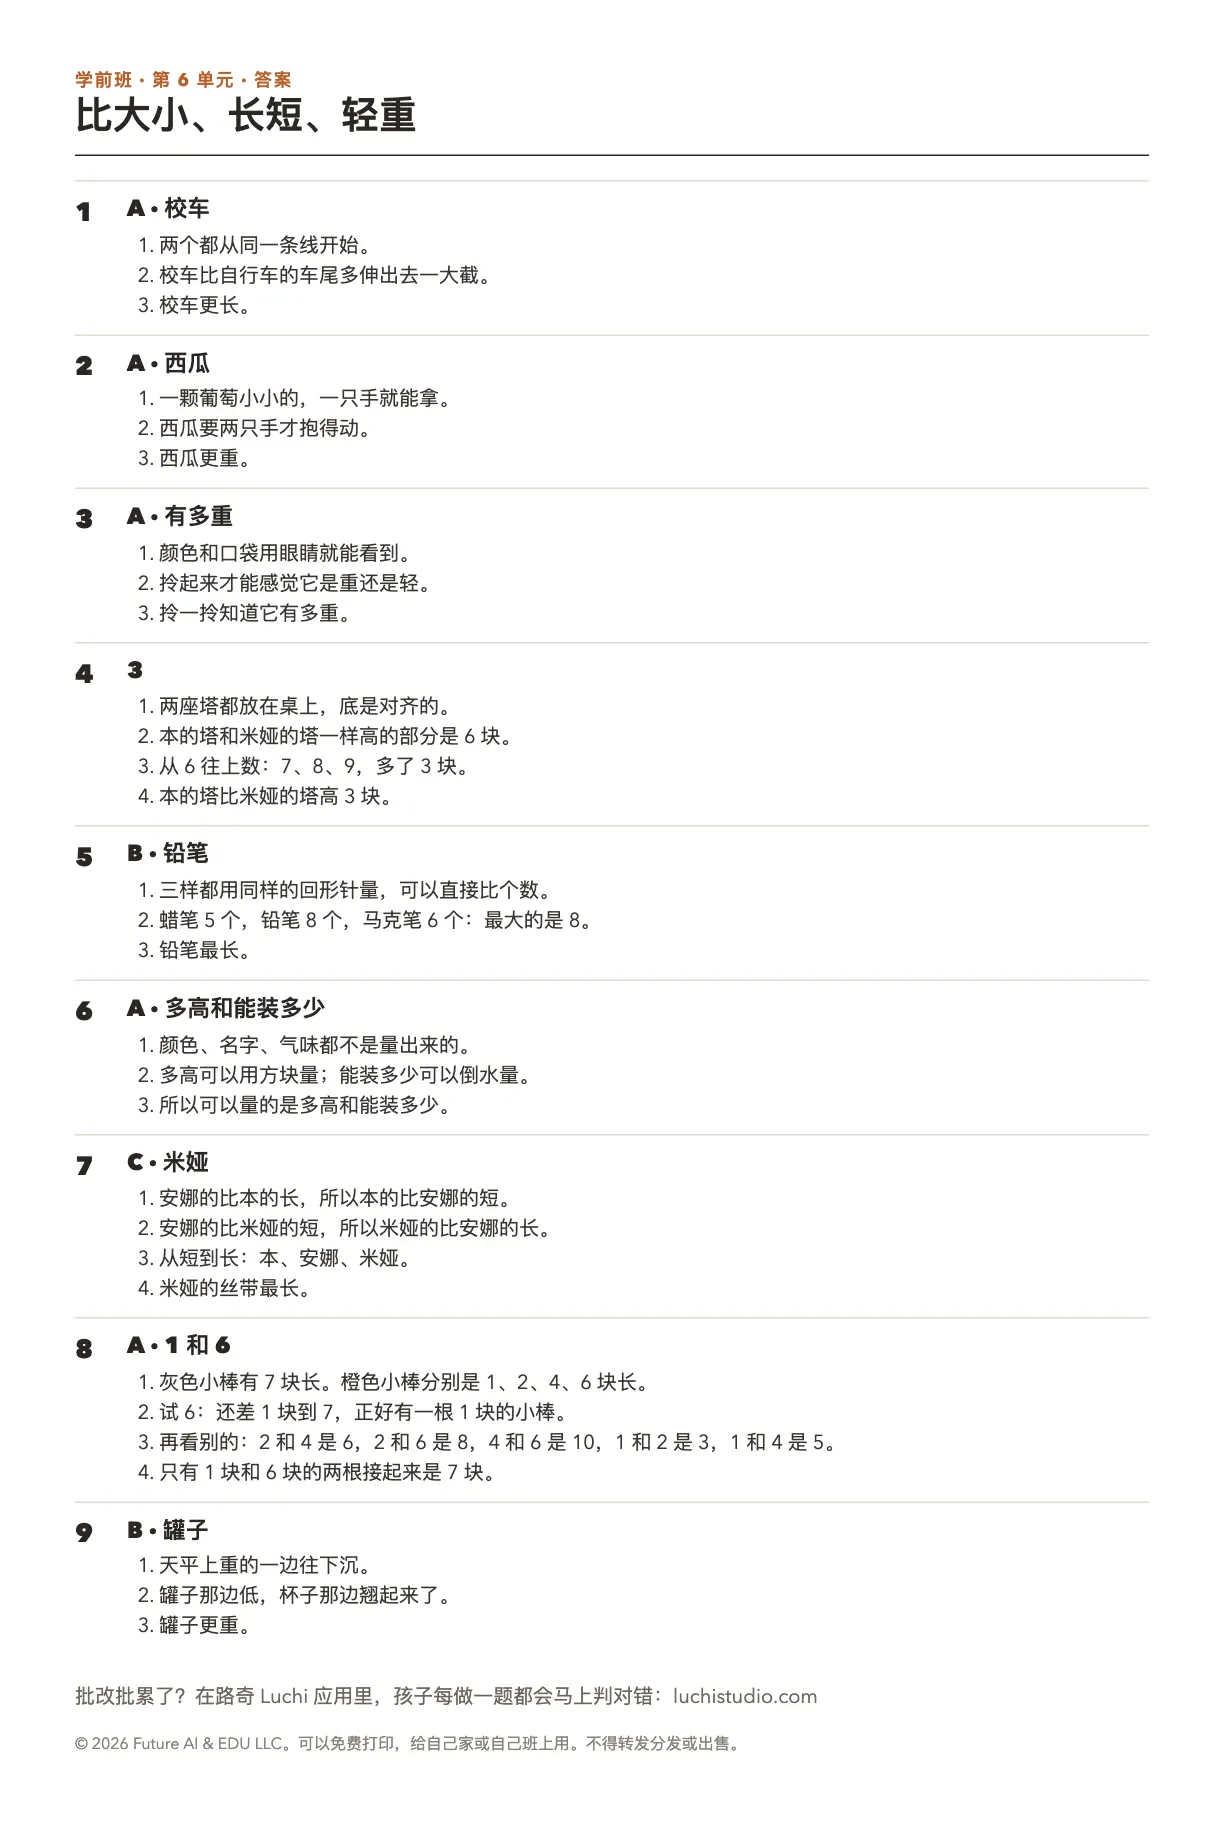 学前班 · 第 6 单元 · 答案
比大小、长短、轻重
1 A · 校车
1. 两个都从同一条线开始。
2. 校车比自行车的车尾多伸出去一大截。
3. 校车更长。
2 A · 西瓜
1. 一颗葡萄小小的，一只手就能拿。
2. 西瓜要两只手才抱得动。
3. 西瓜更重。
3 A · 有多重
1. 颜色和口袋用眼睛就能看到。
2. 拎起来才能感觉它是重还是轻。
3. 拎一拎知道它有多重。
4 3
1. 两座塔都放在桌上，底是对齐的。
2. 本的塔和米娅的塔一样高的部分是 6 块。
3. 从 6 往上数：7、8、9，多了 3 块。
4. 本的塔比米娅的塔高 3 块。
5 B · 铅笔
1. 三样都用同样的回形针量，可以直接比个数。
2. 蜡笔 5 个，铅笔 8 个，马克笔 6 个：最大的是 8。
3. 铅笔最长。
6 A · 多高和能装多少
1. 颜色、名字、气味都不是量出来的。
2. 多高可以用方块量；能装多少可以倒水量。
3. 所以可以量的是多高和能装多少。
7 C · 米娅
1. 安娜的比本的长，所以本的比安娜的短。
2. 安娜的比米娅的短，所以米娅的比安娜的长。
3. 从短到长：本、安娜、米娅。
4. 米娅的丝带最长。
8 A · 1 和 6
1. 灰色小棒有 7 块长。橙色小棒分别是 1、2、4、6 块长。
2. 试 6：还差 1 块到 7，正好有一根 1 块的小棒。
3. 再看别的：2 和 4 是 6，2 和 6 是 8，4 和 6 是 10，1 和 2 是 3，1 和 4 是 5。
4. 只有 1 块和 6 块的两根接起来是 7 块。
9 B · 罐子
1. 天平上重的一边往下沉。
2. 罐子那边低，杯子那边翘起来了。
3. 罐子更重。
批改批累了？在路奇 Luchi 应用里，孩子每做一题都会马上判对错：luchistudio.com
© 2026 Future AI & EDU LLC。可以免费打印，给自己家或自己班上用。不得转发分发或出售。